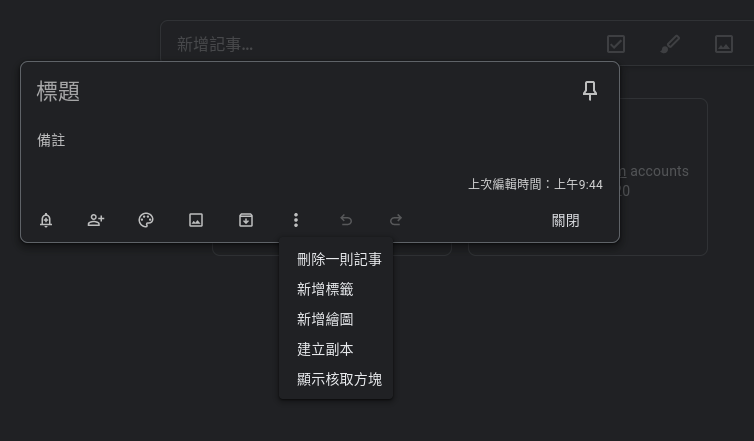 新增記事…
標題
備註
accounts
上次編輯時間：上午9:44
關閉
刪除一則記事
新增標籤
新增繪圖
建立副本
顯示核取方塊